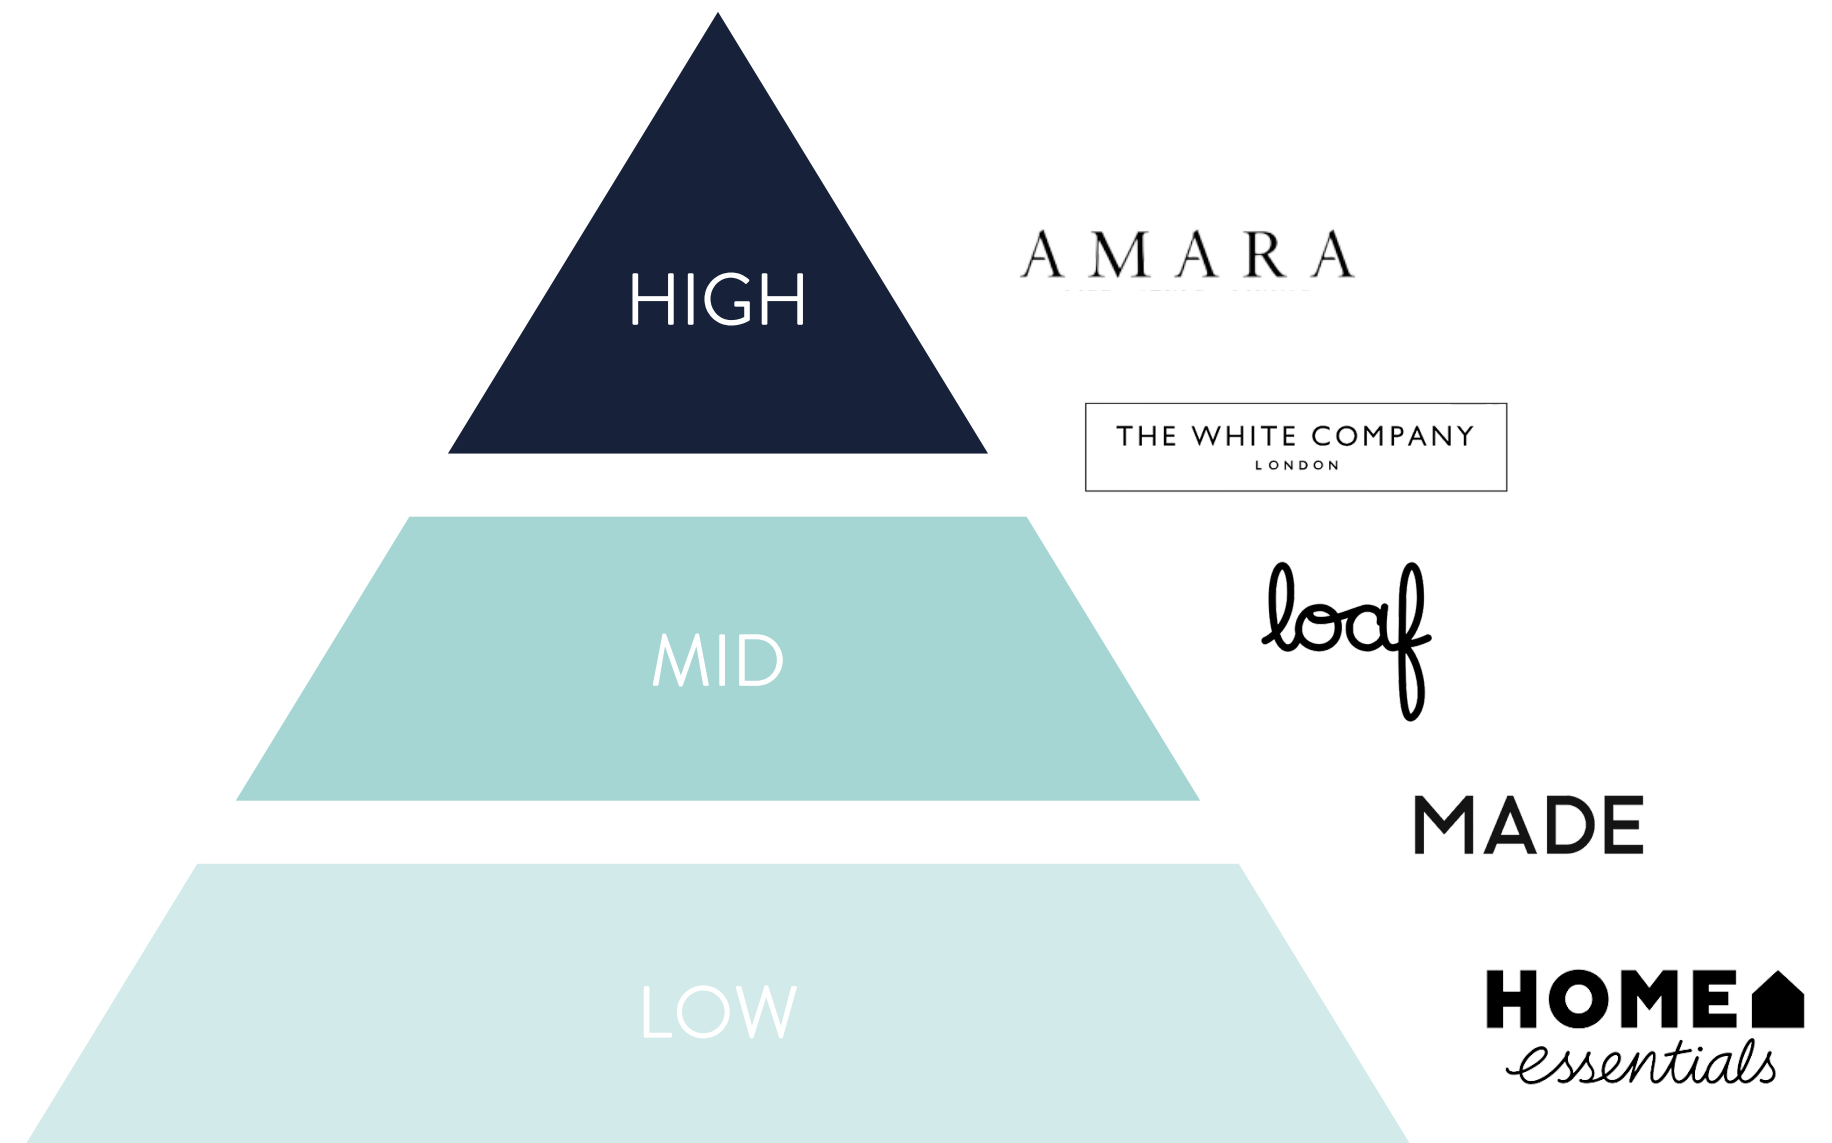 HIGH
AMARA
THE WHITE COMPANY
LONDON
loaf
MID
MADE
LOW
HOME
essentials